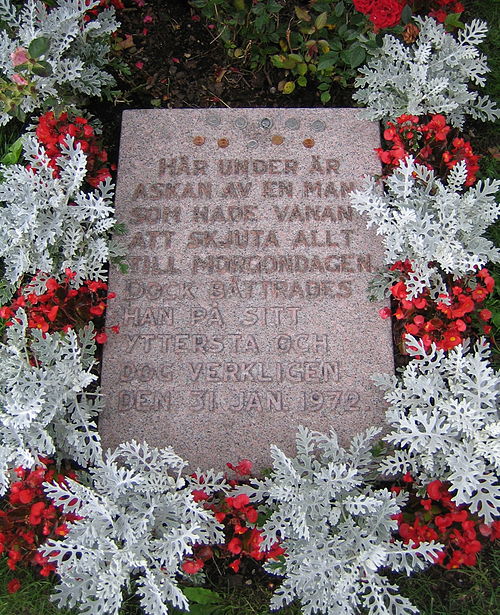 HÄR UNDER ÄR
ASKAN AV EN MAN
SOM HADE VANAN
ATT SKJUTA ALLT
TILL MORGONDAGEN
DOCK BÄTTRADES
HAN PÅ SITT
YTTERSTA OCH
DOG VERKLIGEN
DEN 31 JAN. 1972.